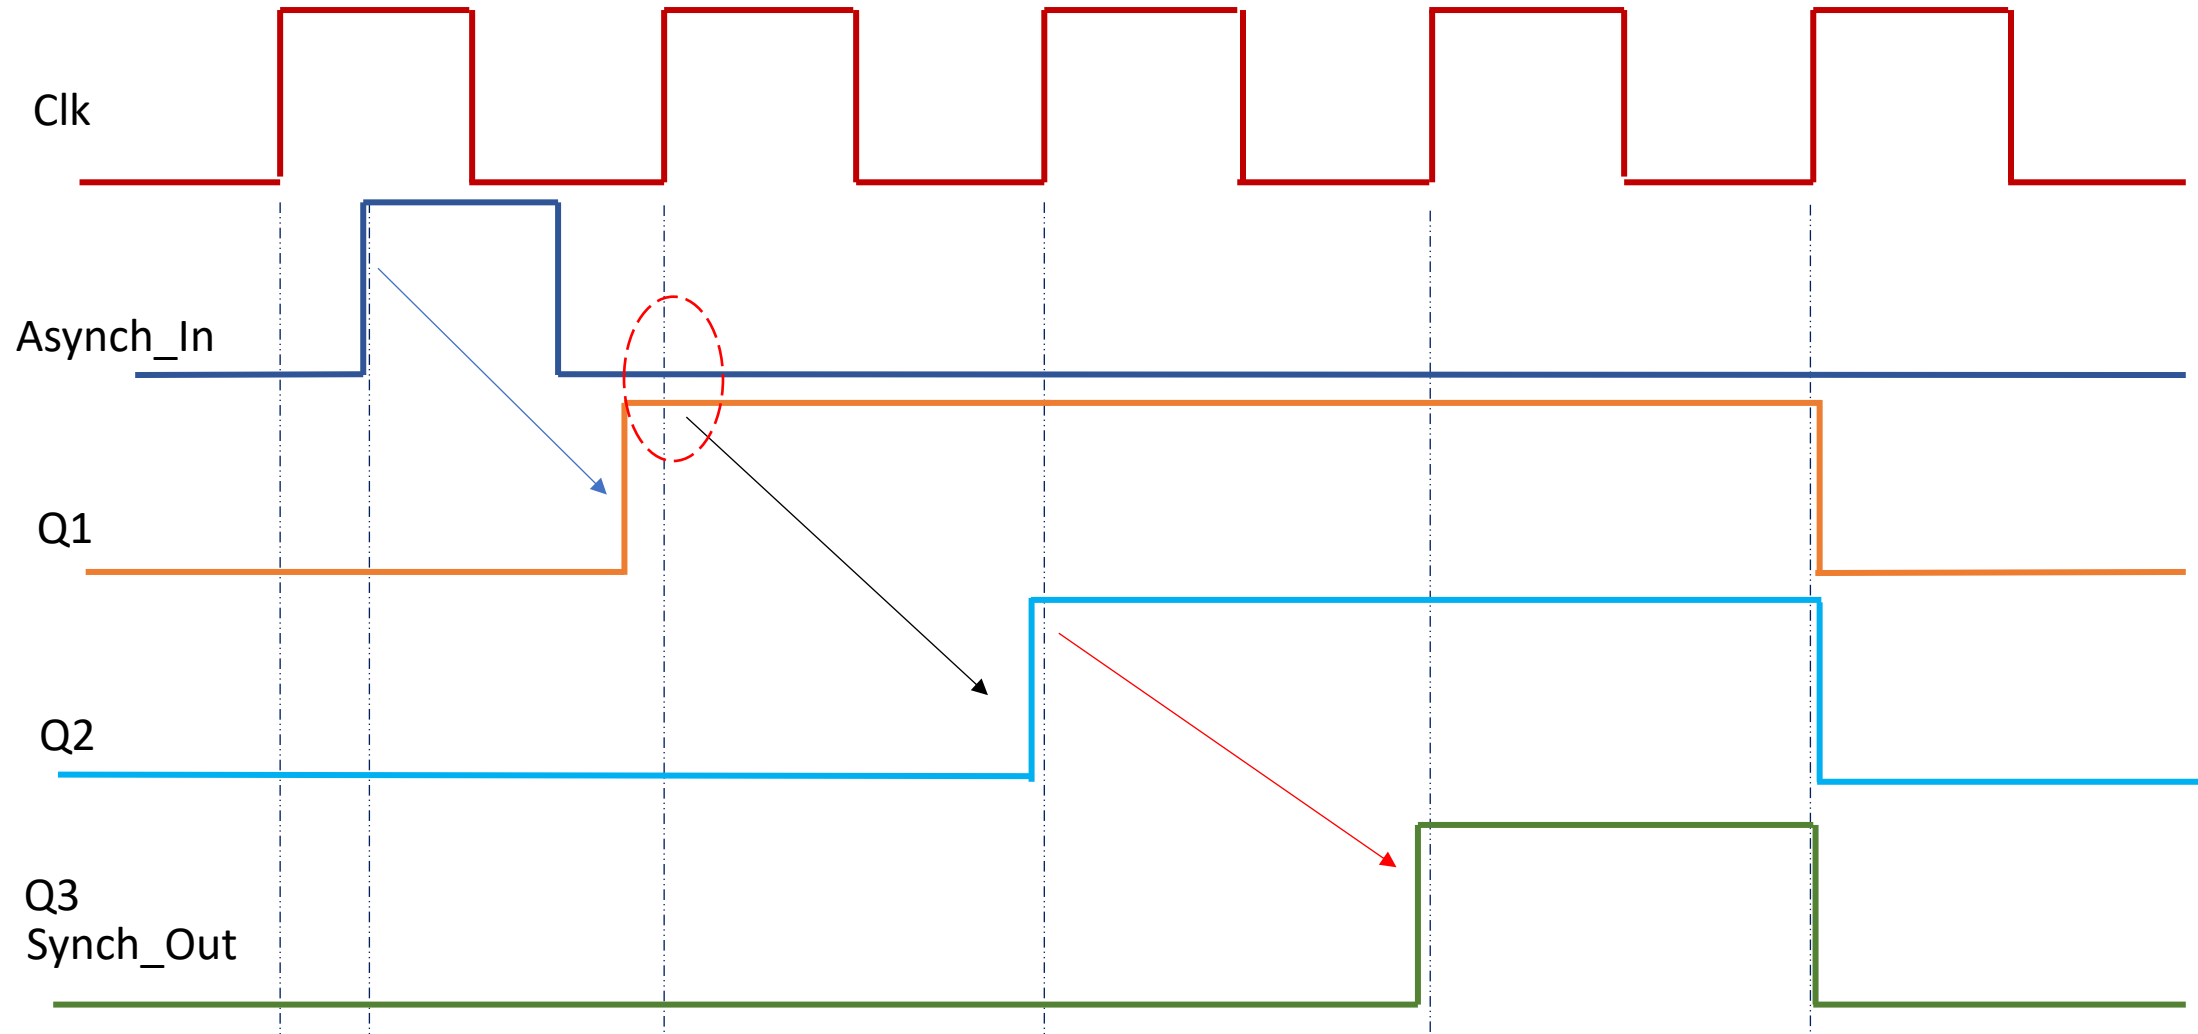 Clk
Asynch_In
Q1
Q2
Q3
Synch_Out